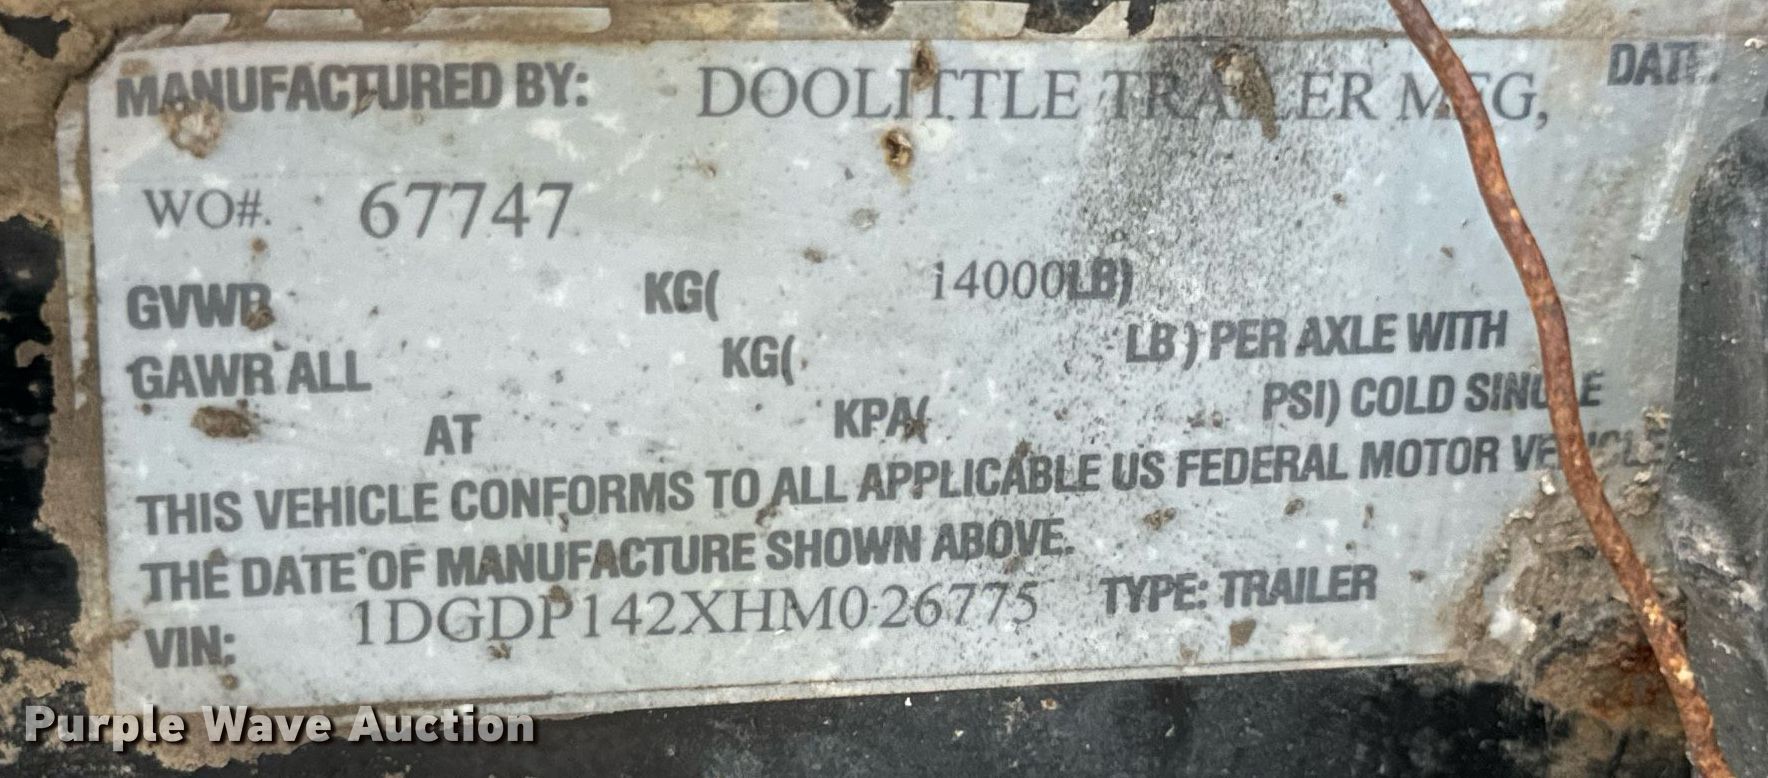 MANUFACTURED BY: DOOLITTLE TRAILER MFG, DATE:
WO#. 67747
GVWR KG( 14000LB)
GAWR ALL KG( LB) PER AXLE WITH
AT KPA( PSI) COLD SINGLE
THIS VEHICLE CONFORMS TO ALL APPLICABLE US FEDERAL MOTOR VEHICLE
THE DATE OF MANUFACTURE SHOWN ABOVE.
VIN: 1DGDP142XHM026775 TYPE: TRAILER
Purple Wave Auction